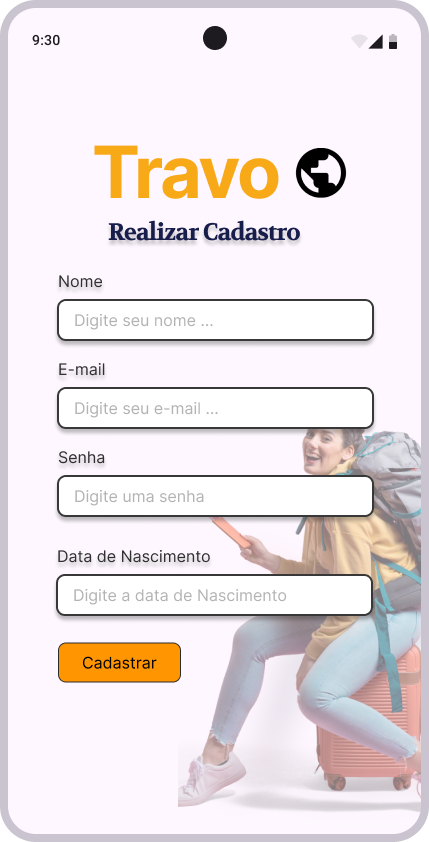 9:30
Travo
Realizar Cadastro
Nome
Digite seu nome ...
E-mail
Digite seu e-mail ...
Senha
Digite uma senha
Data de Nascimento
Digite a data de Nascimento
Cadastrar